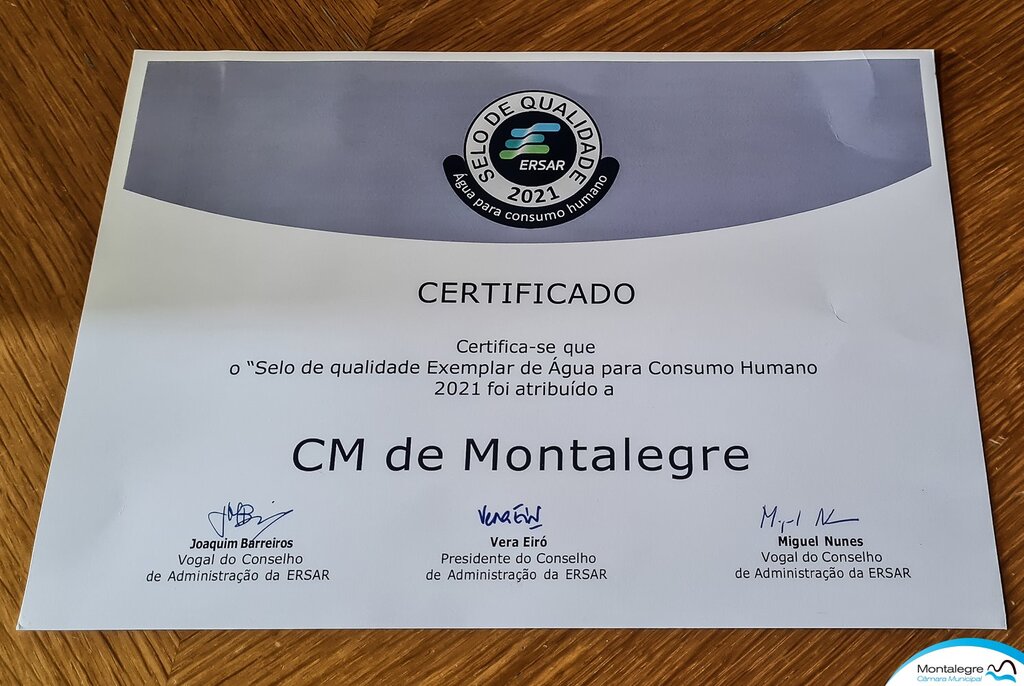 SELO DE QUALIDADE
ERSAR
2021
Água para consumo humano
CERTIFICADO
Certifica-se que
o “Selo de qualidade Exemplar de Água para Consumo Humano
2021 foi atribuído a
CM de Montalegre
Vera Eiró
Joaquim Barreiros
Vogal do Conselho
de Administração da ERSAR
Vera Eiró
Presidente do Conselho
de Administração da ERSAR
Miguel Nunes
Vogal do Conselho
de Administração da ERSAR
Montalegre
Câmara Municipal